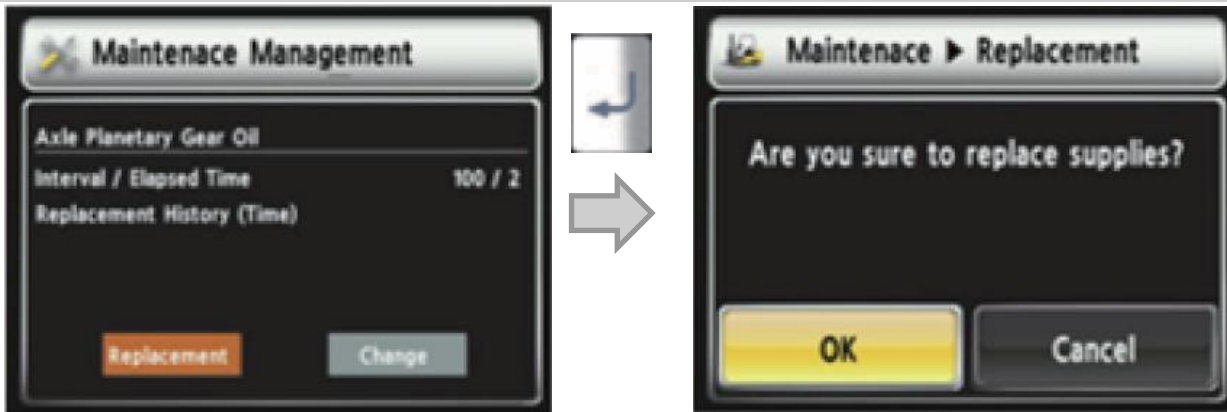 Maintenace Management
Axle Planetary Gear Oil
Interval / Elapsed Time 100 / 2
Replacement History (Time)
Replacement Change
Maintenace ▶ Replacement
Are you sure to replace supplies?
OK Cancel